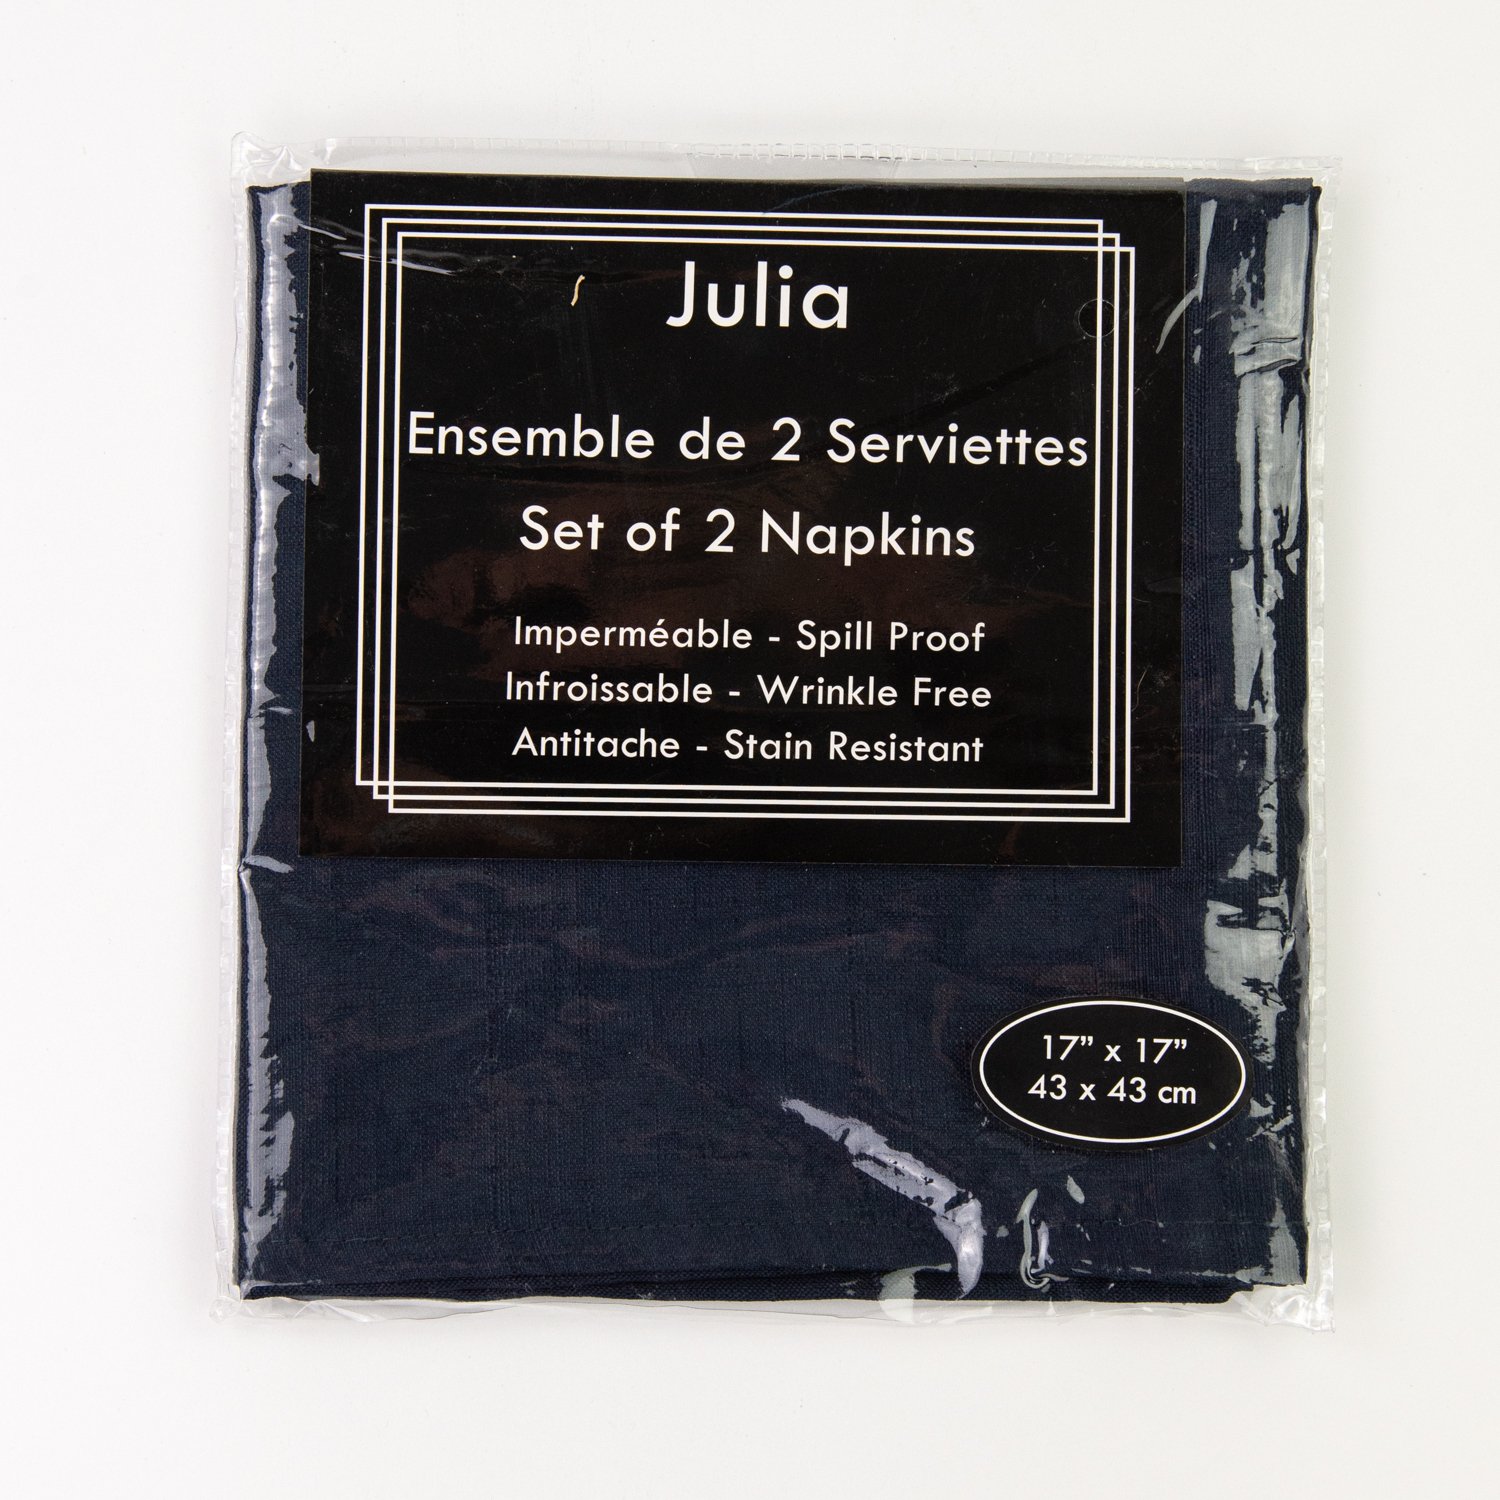 Julia
Ensemble de 2 Serviettes
Set of 2 Napkins
Imperméable - Spill Proof
Infroissable - Wrinkle Free
Antitache - Stain Resistant
17” x 17”
43 x 43 cm